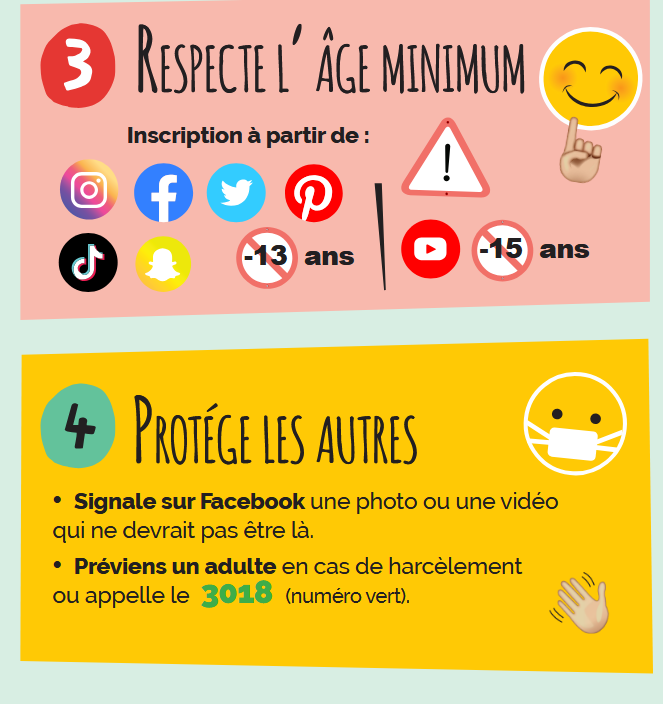 3
RESPECTE L' ÂGE MINIMUM
Inscription à partir de :
!
-13 ans
-15 ans
4
PROTÉGE LES AUTRES
• Signale sur Facebook une photo ou une vidéo
qui ne devrait pas être là.
• Préviens un adulte en cas de harcèlement
ou appelle le 3018 (numéro vert).